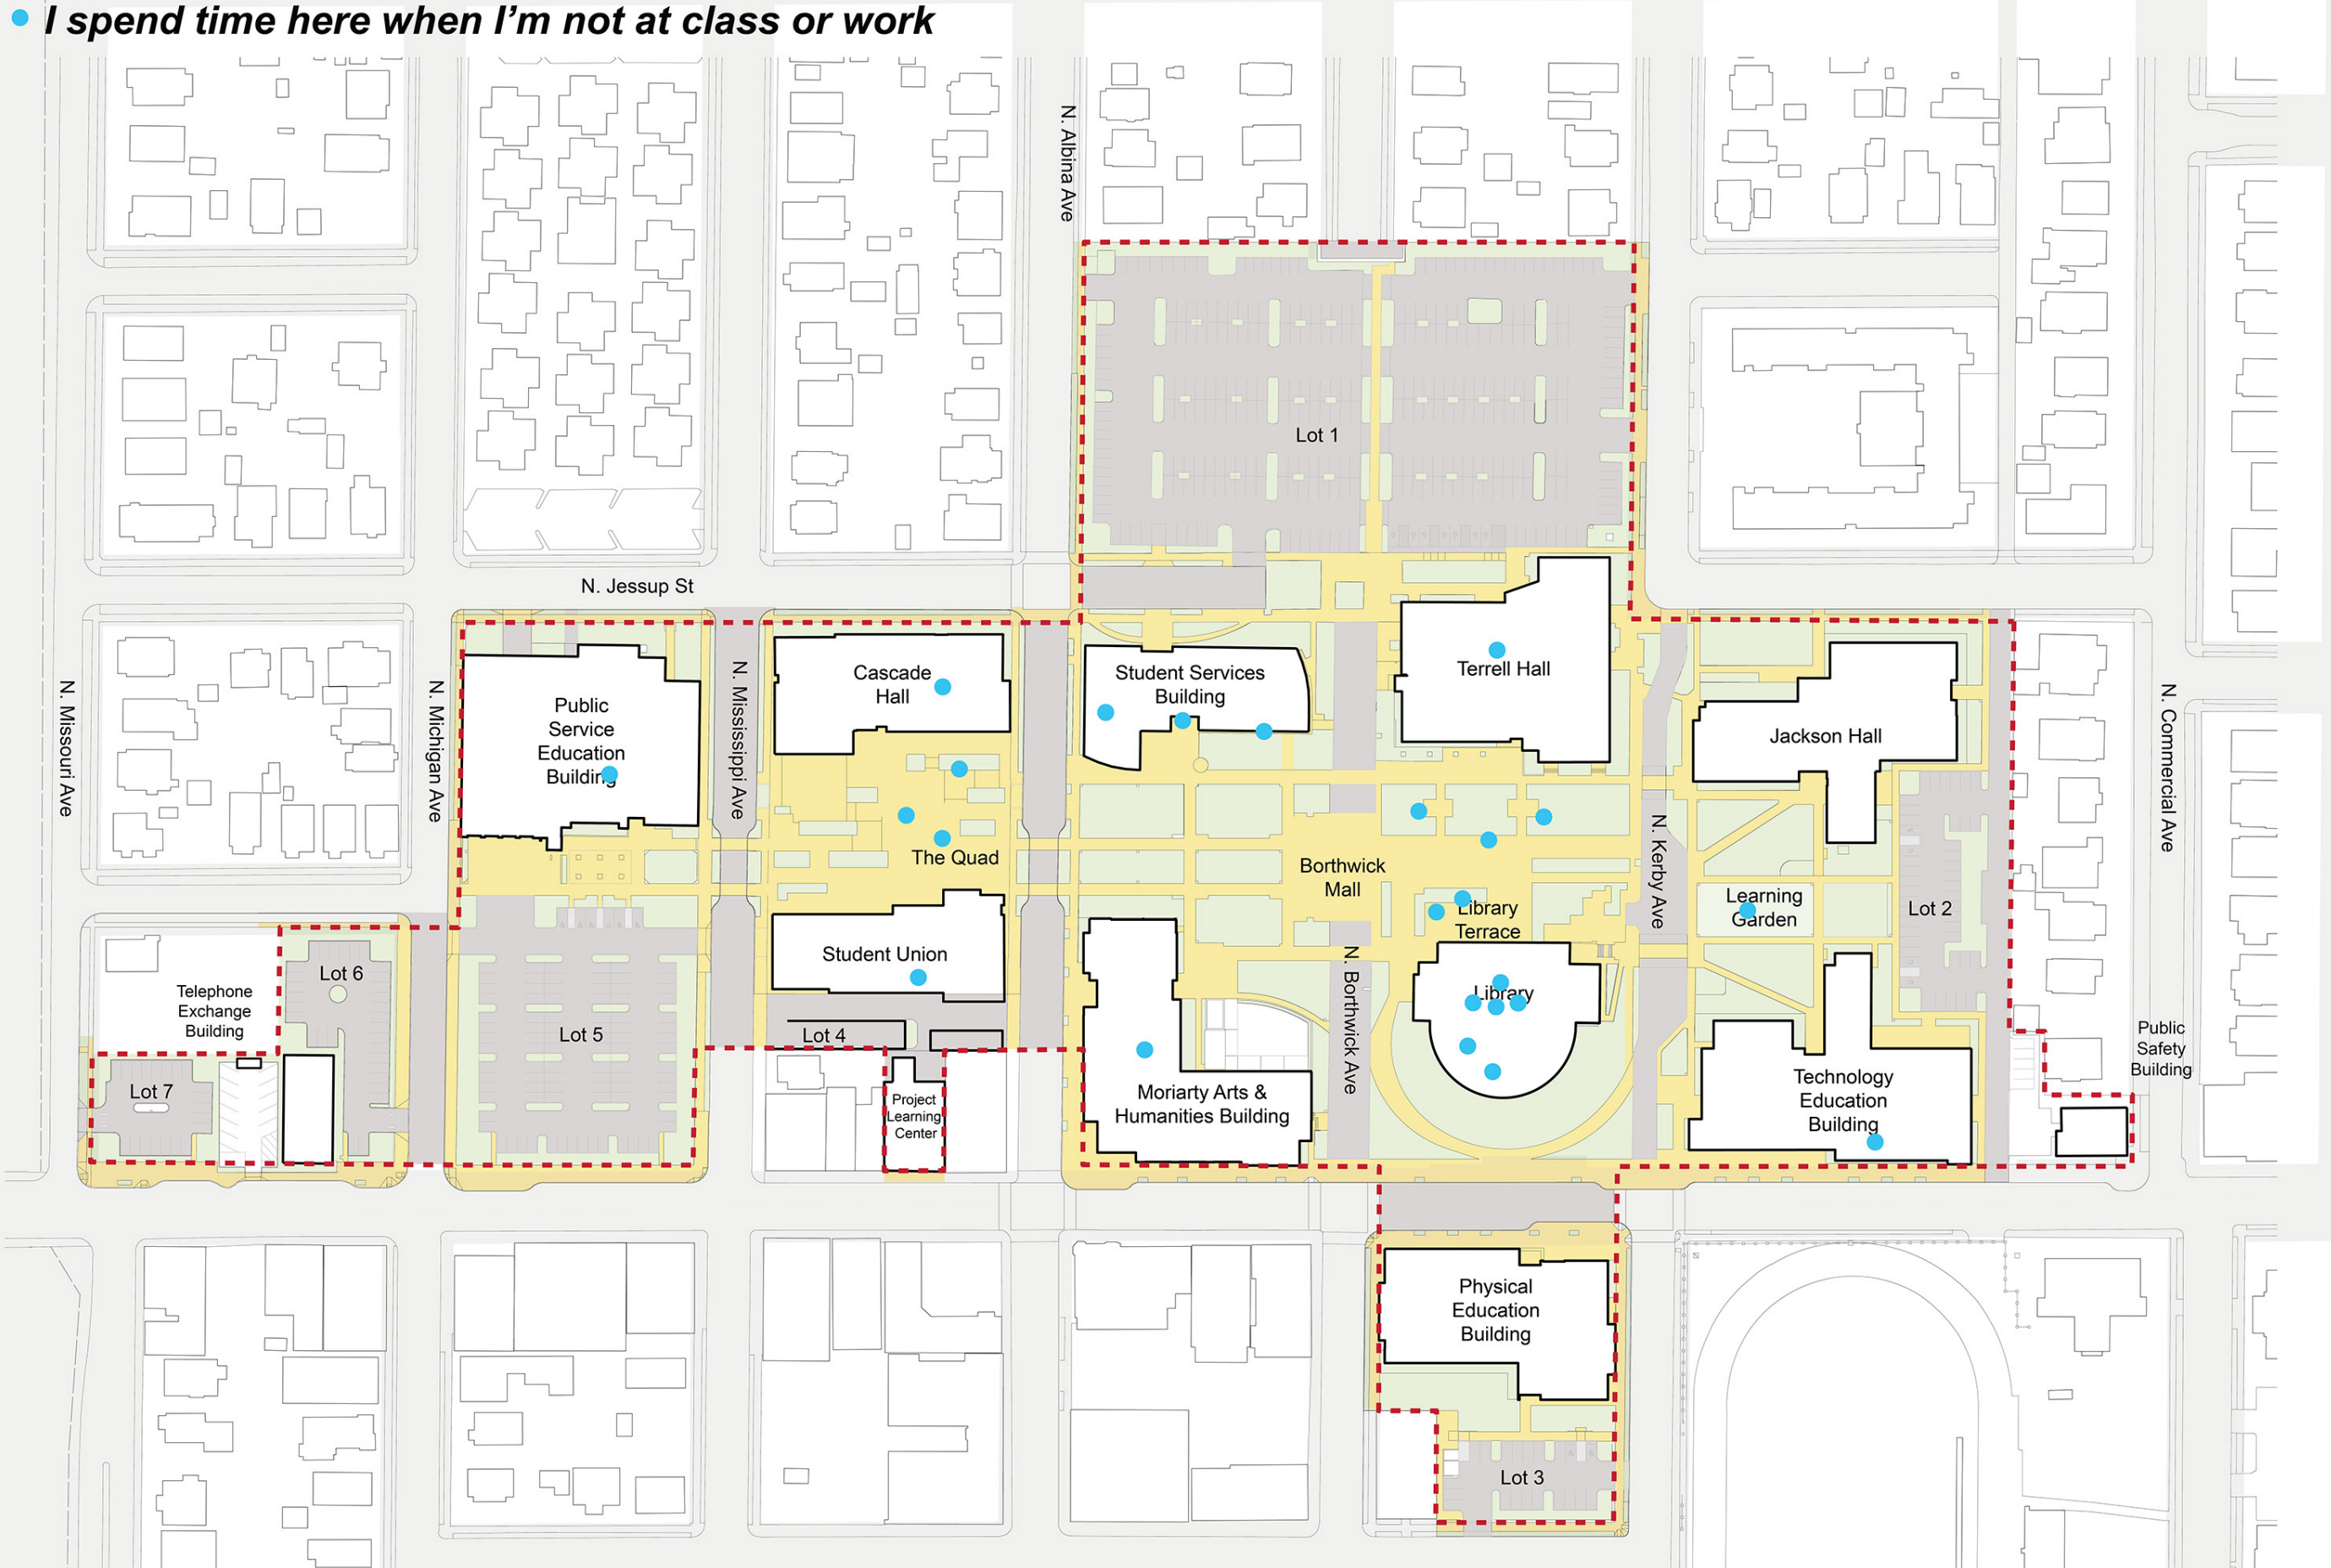 I spend time here when I’m not at class or work
N. Albina Ave
Lot 1
N. Jessup St
N. Missouri Ave
N. Michigan Ave
Public
Service
Education
Building
N. Mississippi Ave
Cascade
Hall
Student Services
Building
Terrell Hall
Jackson Hall
N. Commercial Ave
The Quad
Borthwick
Mall
N. Kerby Ave
Learning
Garden
Lot 2
Library
Terrace
Student Union
Lot 6
Telephone
Exchange
Building
Lot 5
Lot 4
N. Borthwick Ave
Library
Public
Safety
Building
Lot 7
Project
Learning
Center
Moriarty Arts &
Humanities Building
Technology
Education
Building
Physical
Education
Building
Lot 3